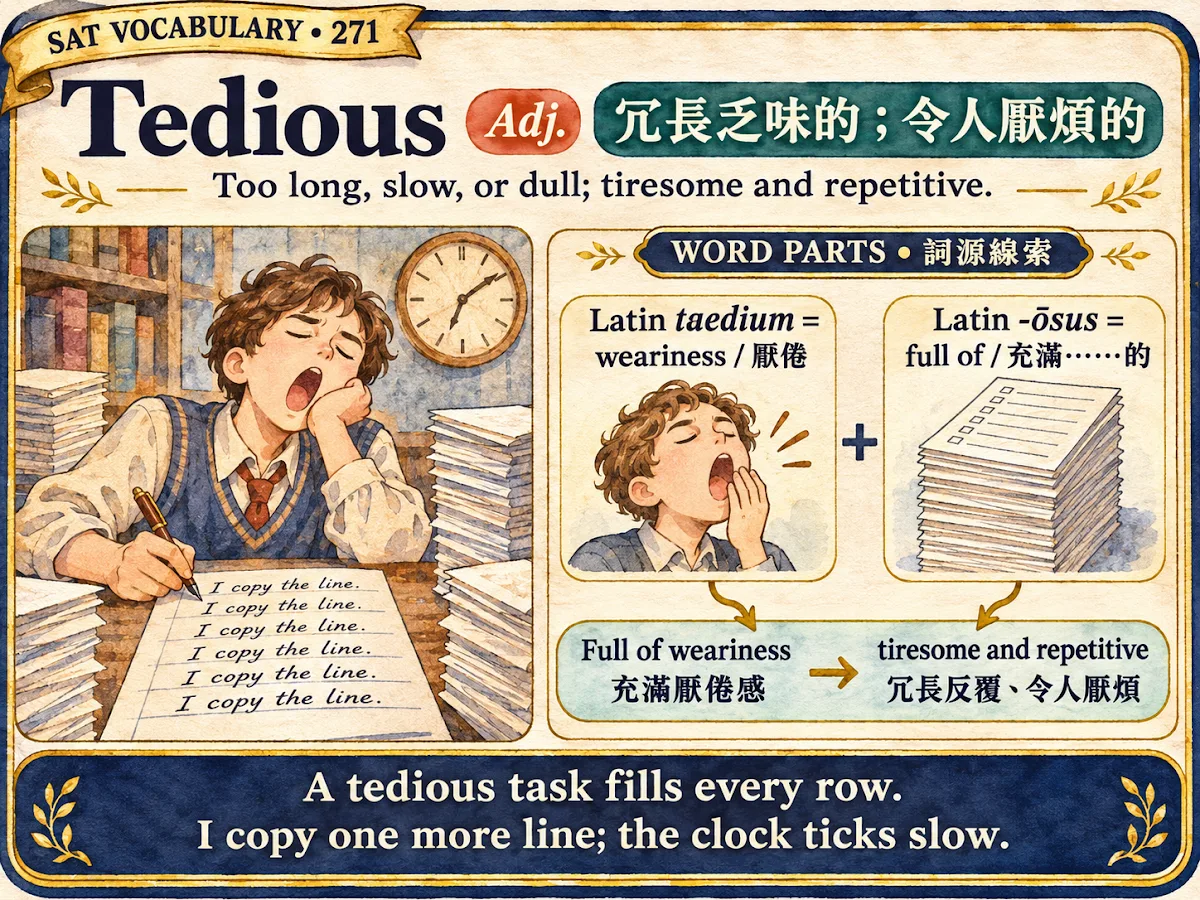 SAT VOCABULARY • 271
Tedious
Adj.
冗長乏味的；令人厭煩的
Too long, slow, or dull; tiresome and repetitive.
I copy the line.
I copy the line.
I copy the line.
I copy the line.
I copy the line.
I copy the line.
WORD PARTS • 詞源線索
Latin taedium =
weariness / 厭倦
+
Latin -ōsus =
full of / 充滿⋯⋯的
Full of weariness
充滿厭倦感
→
tiresome and repetitive
冗長反覆、令人厭煩
A tedious task fills every row.
I copy one more line; the clock ticks slow.